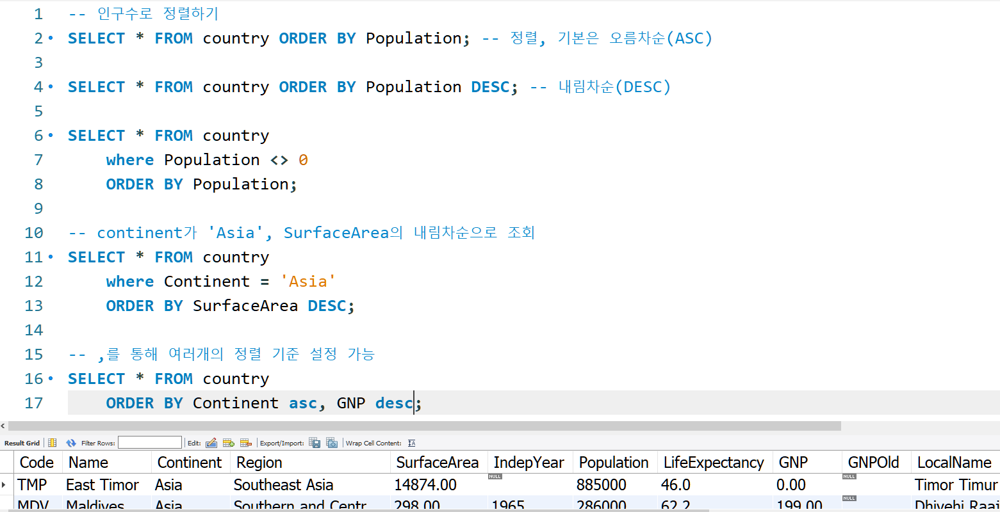 1 -- 인구수로 정렬하기
2 SELECT * FROM country ORDER BY Population; -- 정렬, 기본은 오름차순(ASC)
3
4 SELECT * FROM country ORDER BY Population DESC; -- 내림차순(DESC)
5
6 SELECT * FROM country
7 where Population <> 0
8 ORDER BY Population;
9
10 -- continent가 'Asia', SurfaceArea의 내림차순으로 조회
11 SELECT * FROM country
12 where Continent = 'Asia'
13 ORDER BY SurfaceArea DESC;
14
15 -- ,를 통해 여러개의 정렬 기준 설정 가능
16 SELECT * FROM country
17 ORDER BY Continent asc, GNP desc;
Result Grid Filter Rows: Edit: Export/Import: Wrap Cell Content: IA
Code Name Continent Region SurfaceArea IndepYear Population LifeExpectancy GNP GNPOld LocalName
TMP East Timor Asia Southeast Asia 14874.00 NULL 885000 46.0 0.00 NULL Timor Timur
MDV Maldives Asia Southern and Centr 298.00 1965 286000 62.2 199.00 NULL Dhivehi Raaj